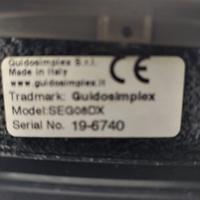 Guidosimplex S.r.l.
Made in Italy
www.guidosimplex.it
CE
Tradmark: Guidosimplex
Model:SEG08DX
Serial No. 19-6740